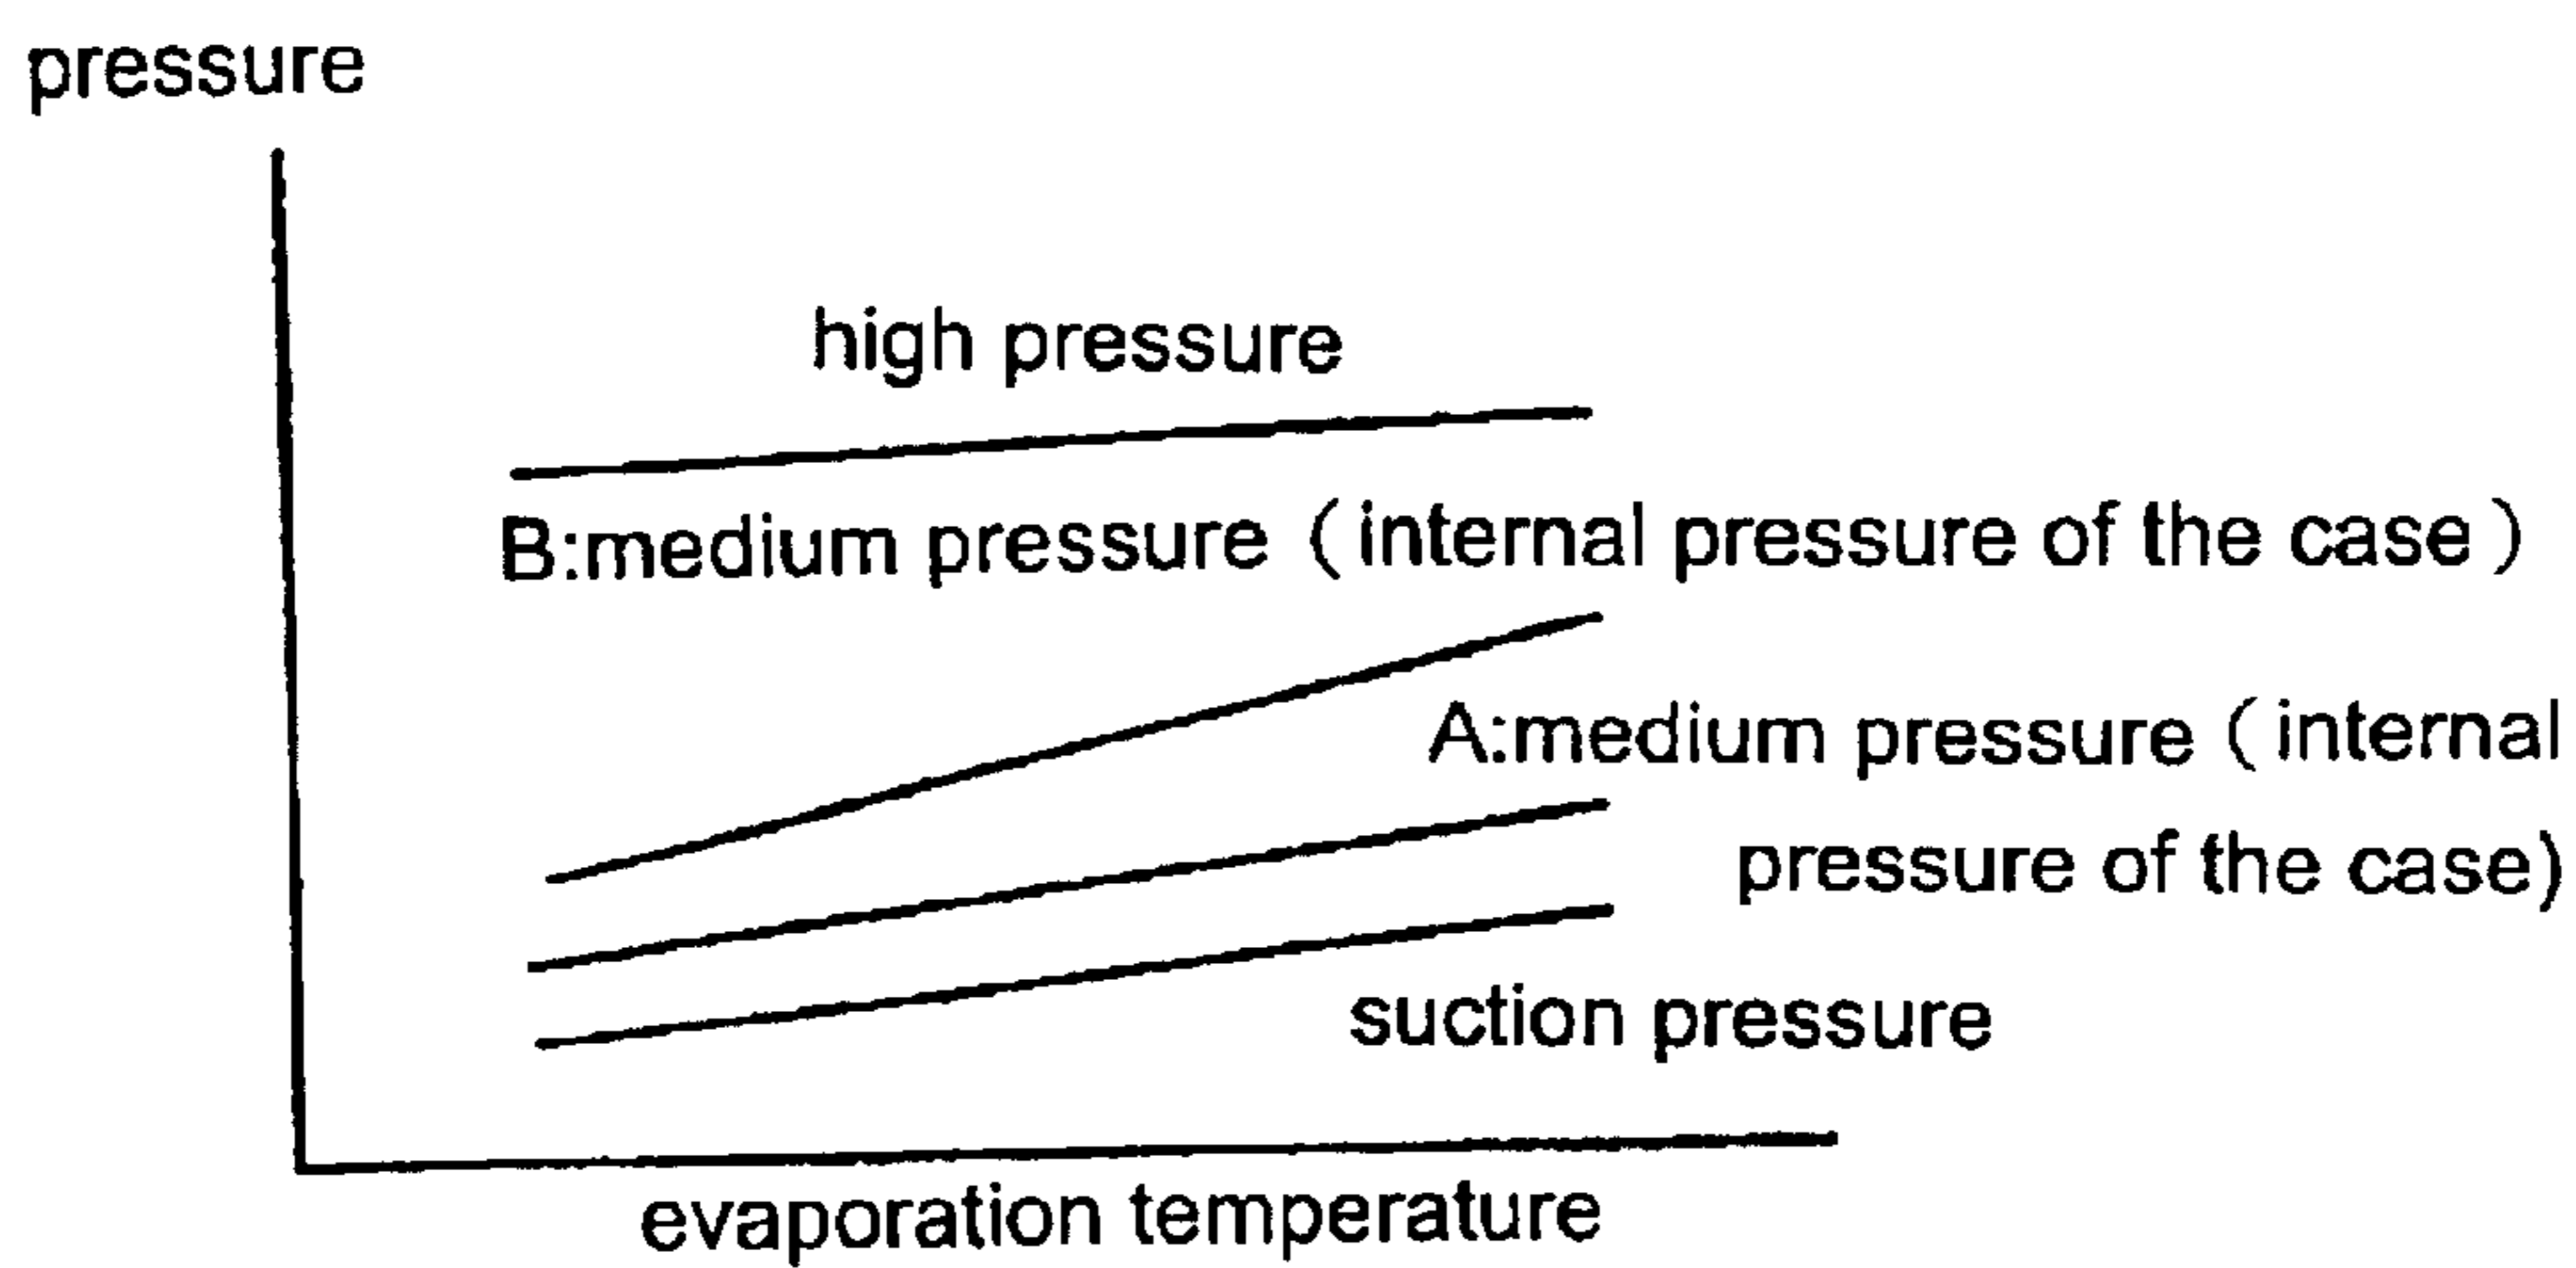 pressure
high pressure
B:medium pressure (internal pressure of the case)
A:medium pressure (internal
pressure of the case)
suction pressure
evaporation temperature